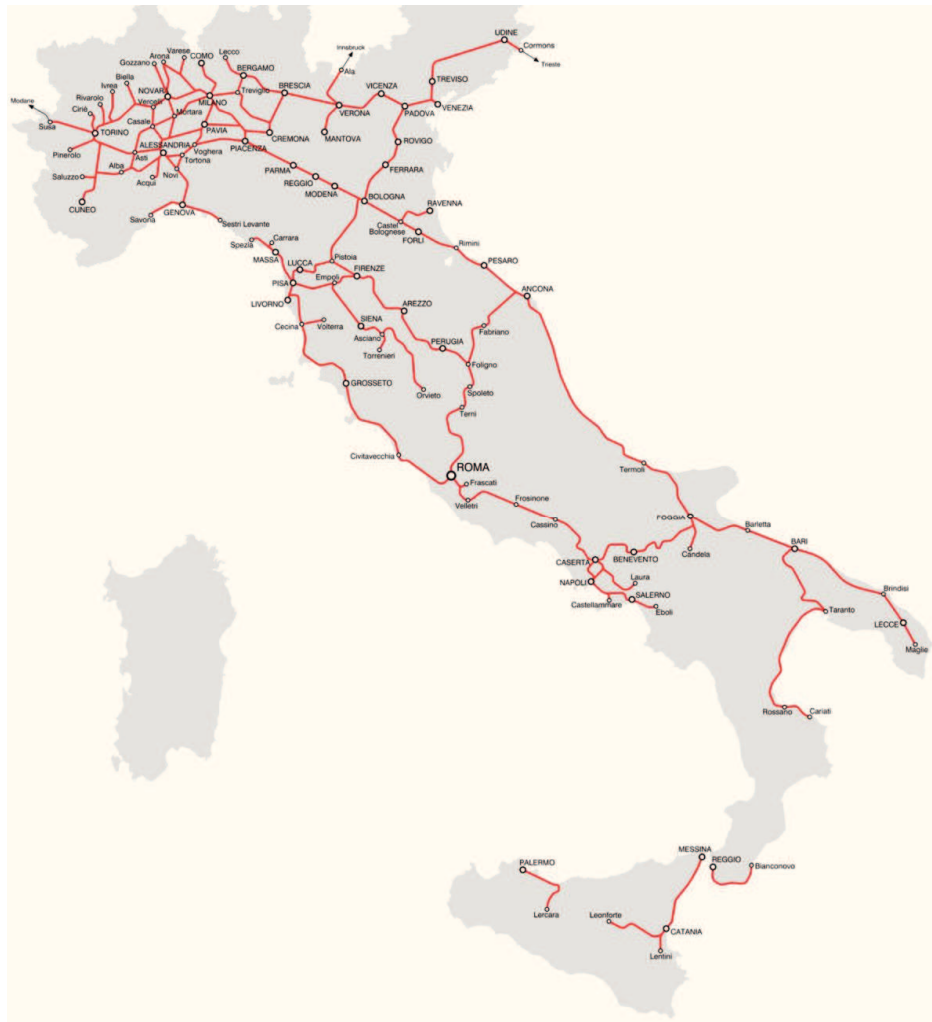 UDINE
Cormons
Trieste
Innsbruck
Varese
COMO
Lecco
Arona
Gozzano
BERGAMO
Ala
TREVISO
Biella
Ivrea
NOVARA
Treviglio
BRESCIA
VICENZA
Modane
Rivarolo
Vercelli
MILANO
VERONA
PADOVA
VENEZIA
Ciriè
Mortara
Susa
Casale
TORINO
PAVIA
CREMONA
MANTOVA
ROVIGO
ALESSANDRIA
Voghera
PIACENZA
Pinerolo
Asti
Tortona
PARMA
FERRARA
Saluzzo
Alba
Acqui
Novi
REGGIO
MODENA
BOLOGNA
CUNEO
Savona
GENOVA
Sestri Levante
RAVENNA
Castel
Bolognese
FORLI
Spezia
Carrara
Rimini
MASSA
Pistoia
PESARO
LUCCA
FIRENZE
Empoli
PISA
ANCONA
LIVORNO
AREZZO
SIENA
Cecina
Volterra
Fabriano
Asciano
PERUGIA
Torrenieri
Foligno
GROSSETO
Orvieto
Spoleto
Terni
Civitavecchia
ROMA
Frascati
Termoli
Velletri
Frosinone
Cassino
FOGGIA
Barletta
BARI
CASERTA
BENEVENTO
Candela
NAPOLI
Laura
Castellammare
SALERNO
Eboli
Brindisi
Taranto
LECCE
Maglie
Rossano
Cariati
MESSINA
REGGIO
Bianconovo
PALERMO
Lercara
Leonforte
CATANIA
Lentini